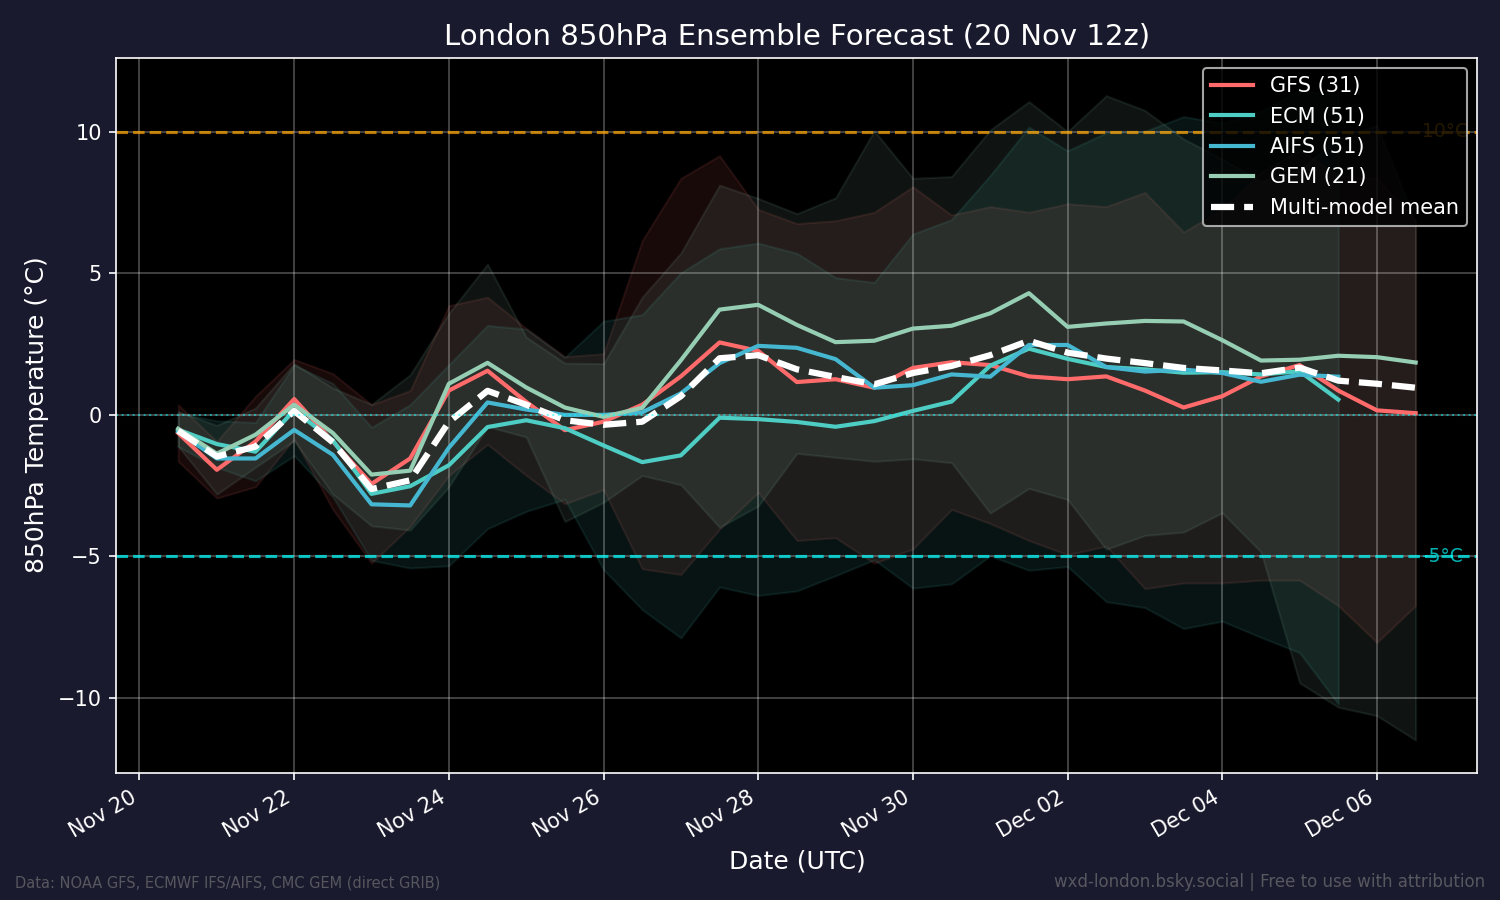 London 850hPa Ensemble Forecast (20 Nov 12z)
GFS (31)
ECM (51)
AIFS (51)
GEM (21)
Multi-model mean
10°C
-5°C
850hPa Temperature (°C)
10
5
0
−5
−10
Nov 20
Nov 22
Nov 24
Nov 26
Nov 28
Nov 30
Dec 02
Dec 04
Dec 06
Date (UTC)
Data: NOAA GFS, ECMWF IFS/AIFS, CMC GEM (direct GRIB)
wxd-london.bsky.social | Free to use with attribution